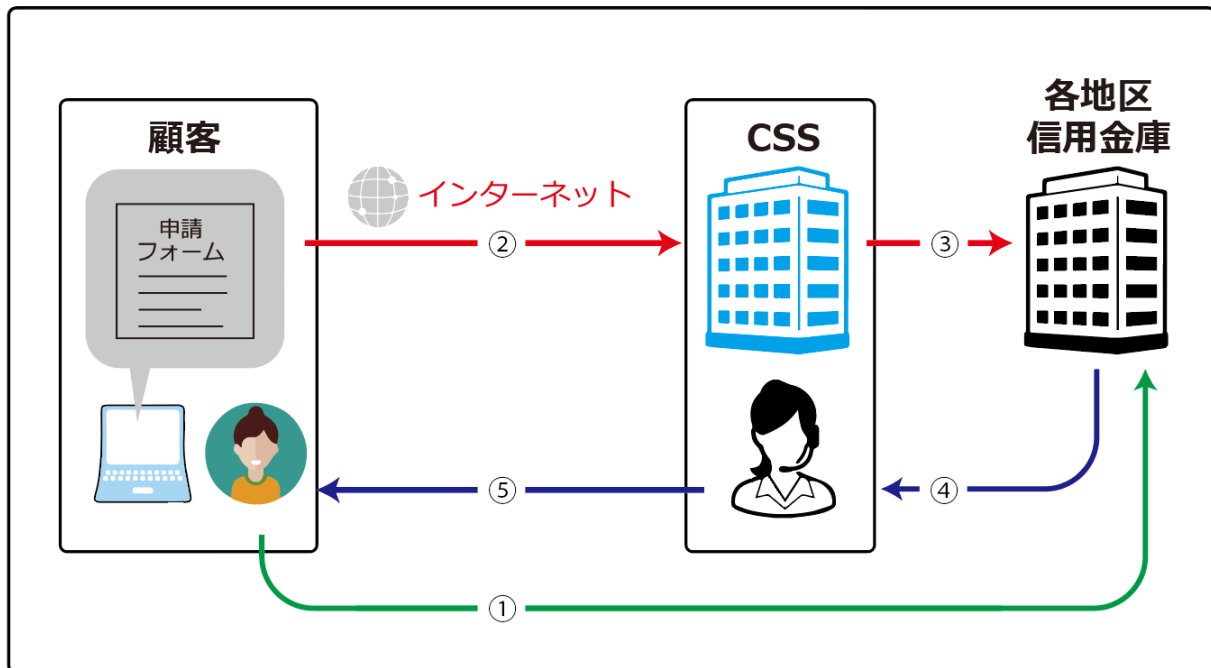 顧客
申請
フォーム
インターネット
②
CSS
③
各地区
信用金庫
⑤
④
①